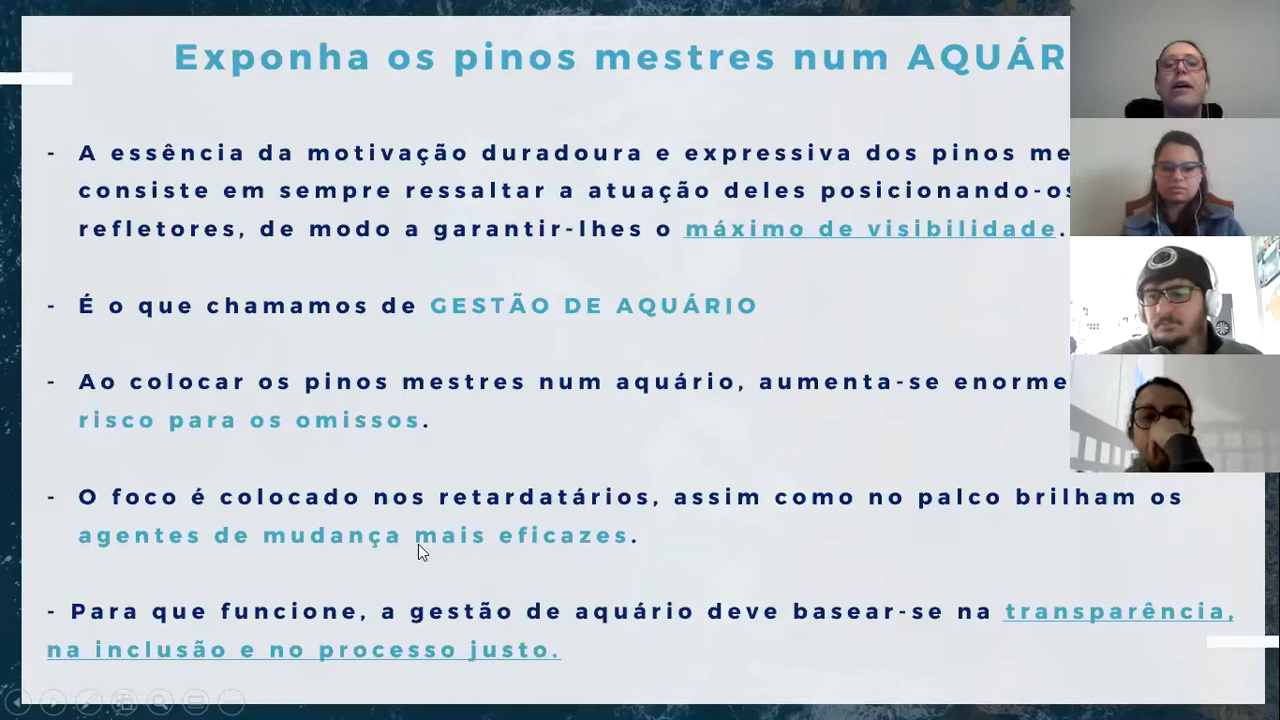 Exponha os pinos mestres num
- A essência da motivação duradoura e expressiva dos pinos
consiste em sempre ressaltar a atuação deles posicionando-os
refletores, de modo a garantir-lhes o máximo de visibilidade.
- É o que chamamos de GESTÃO DE AQUÁRIO
- Ao colocar os pinos mestres num aquário, aumenta-se
risco para os omissos.
- O foco é colocado nos retardatários, assim como no palco brilham os
agentes de mudança mais eficazes.
- Para que funcione, a gestão de aquário deve basear-se na transparência,
na inclusão e no processo justo.